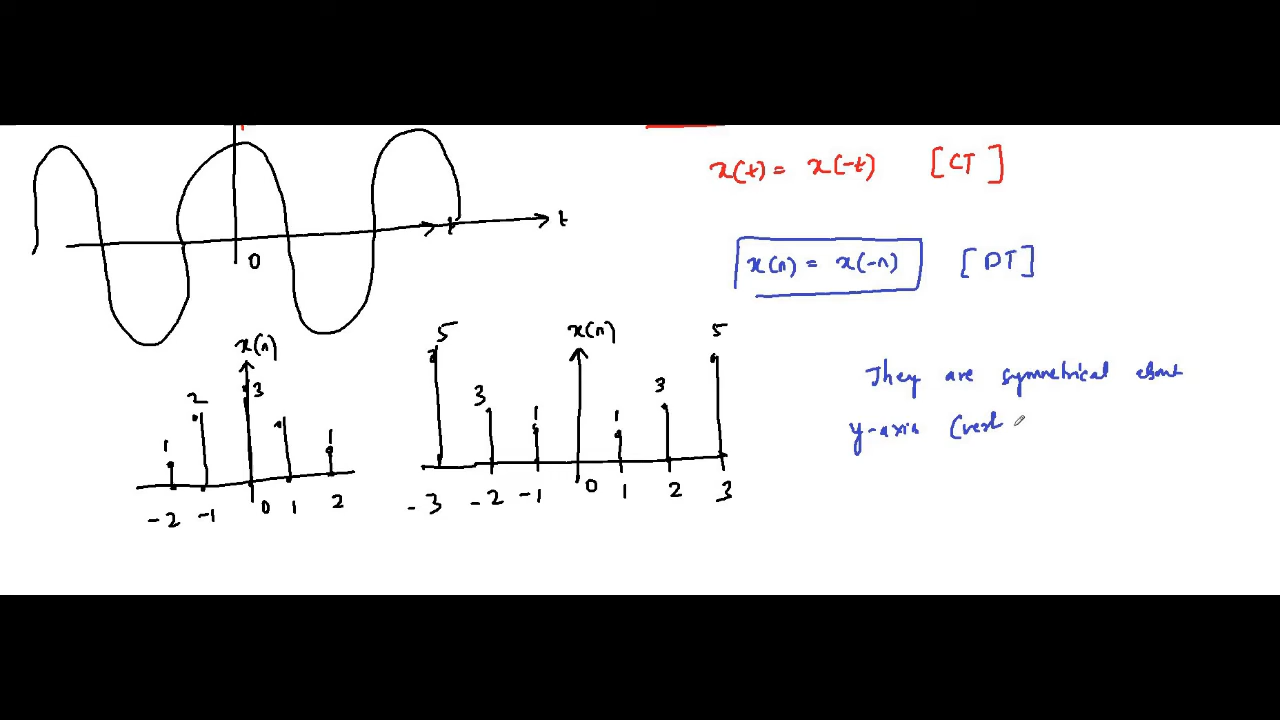 x(t) = x(-t) [CT]
t
t
0
x(n) = x(-n) [DT]
x(n)
3
2
1
1
-2 -1 0 1 2
5 x(n) 5
3 3
1 1
-3 -2 -1 0 1 2 3
They are symmetrical about
y-axis (vert